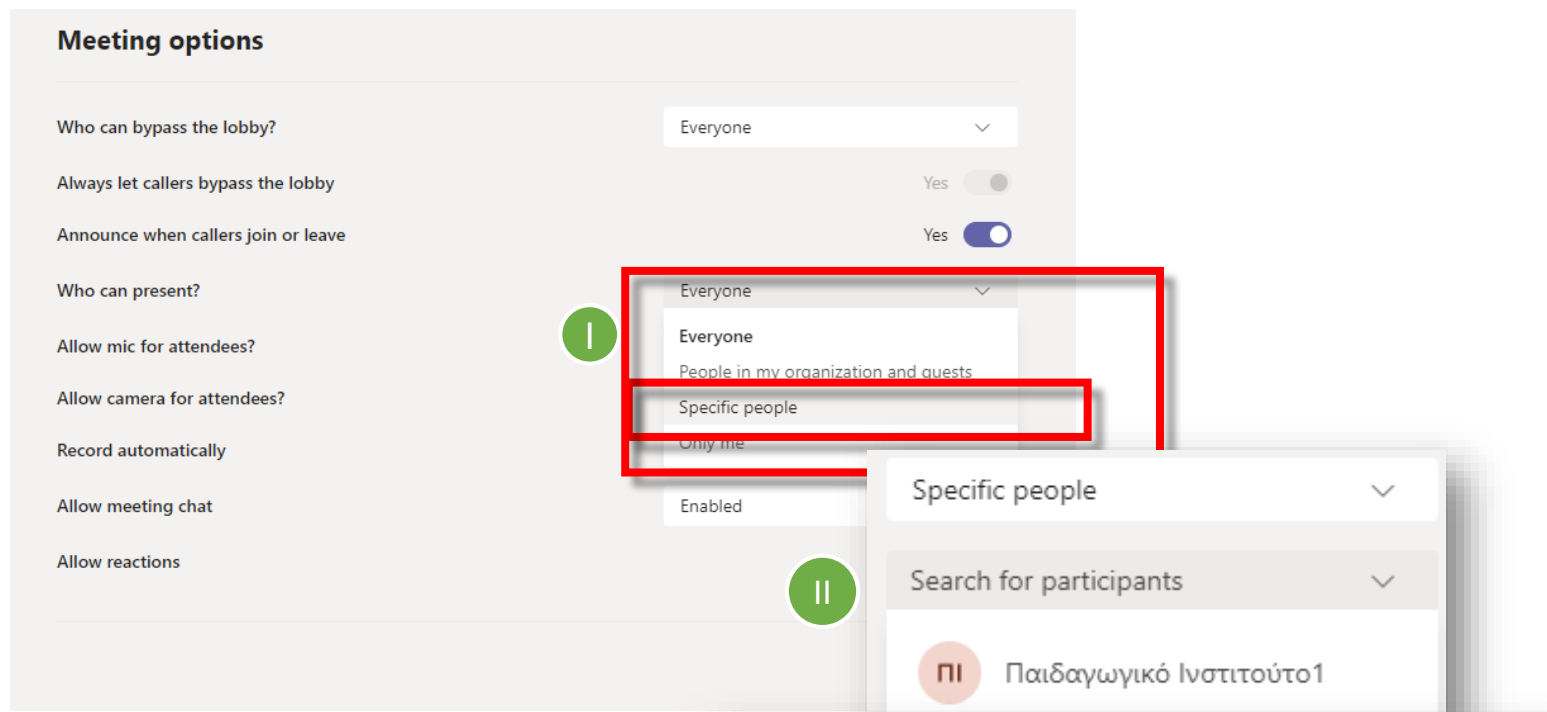 Meeting options
Who can bypass the lobby? Everyone
Always let callers bypass the lobby Yes
Announce when callers join or leave Yes
Who can present? Everyone
I
Everyone
Allow mic for attendees?
People in my organization and guests
Allow camera for attendees?
Specific people
Only me
Record automatically
Allow meeting chat Enabled
Allow reactions
Specific people
II
Search for participants
ΠΙ Παιδαγωγικό Ινστιτούτο1